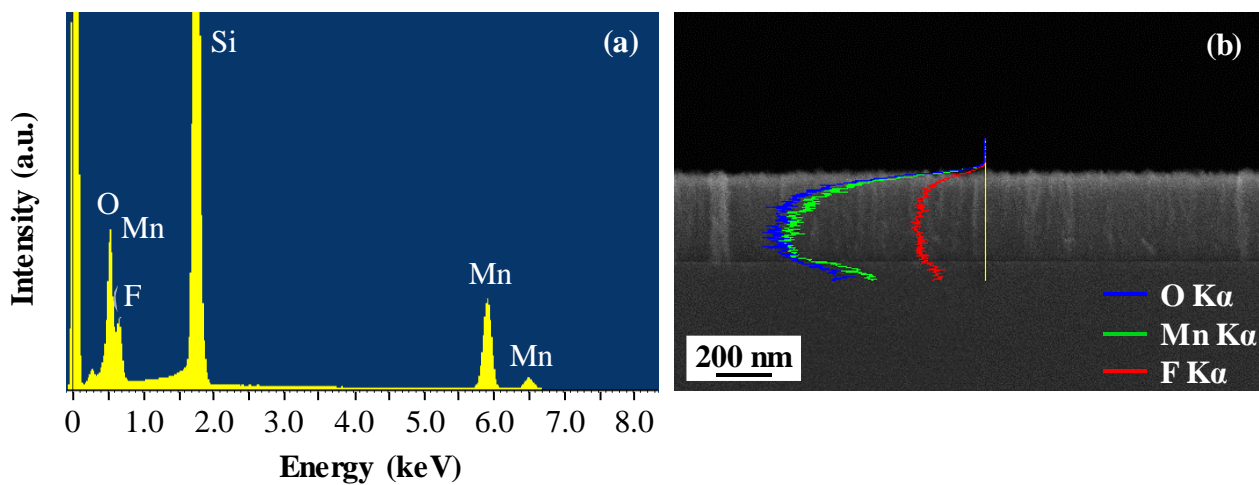 (a)
Si
O
Mn
F
Mn
Mn
Intensity (a.u.)
0 1.0 2.0 3.0 4.0 5.0 6.0 7.0 8.0
Energy (keV)
(b)
O Kα
Mn Kα
F Kα
200 nm